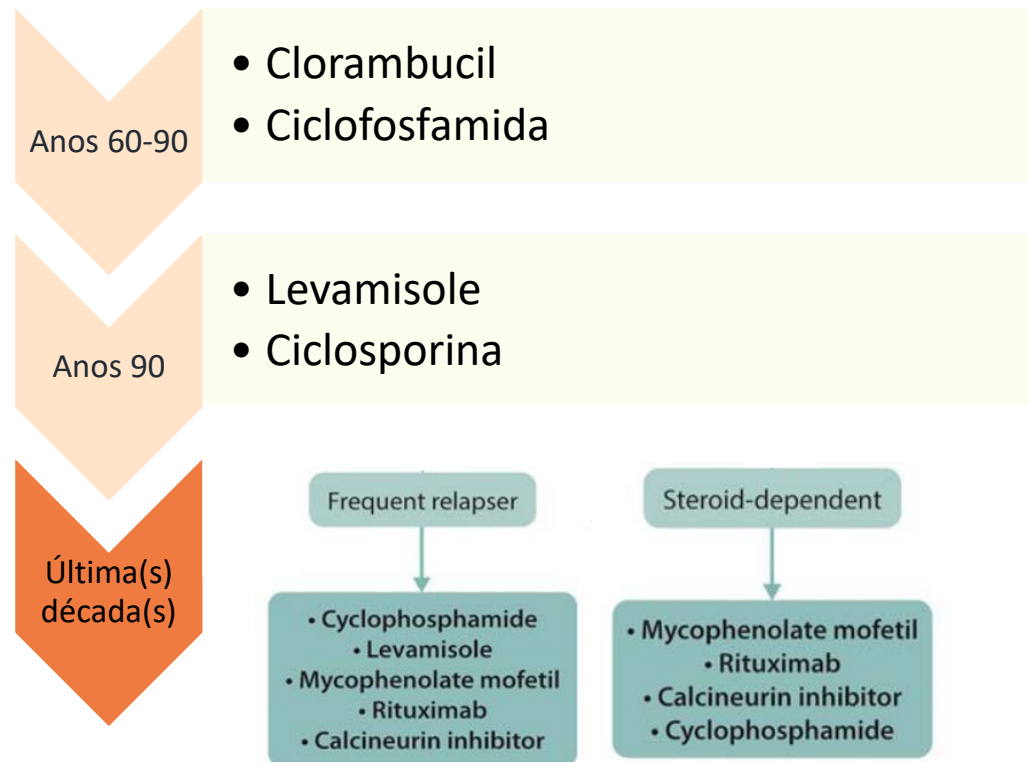 Anos 60-90
• Clorambucil
• Ciclofosfamida
Anos 90
• Levamisole
• Ciclosporina
Última(s)
década(s)
Frequent relapser
• Cyclophosphamide
• Levamisole
• Mycophenolate mofetil
• Rituximab
• Calcineurin inhibitor
Steroid-dependent
• Mycophenolate mofetil
• Rituximab
• Calcineurin inhibitor
• Cyclophosphamide